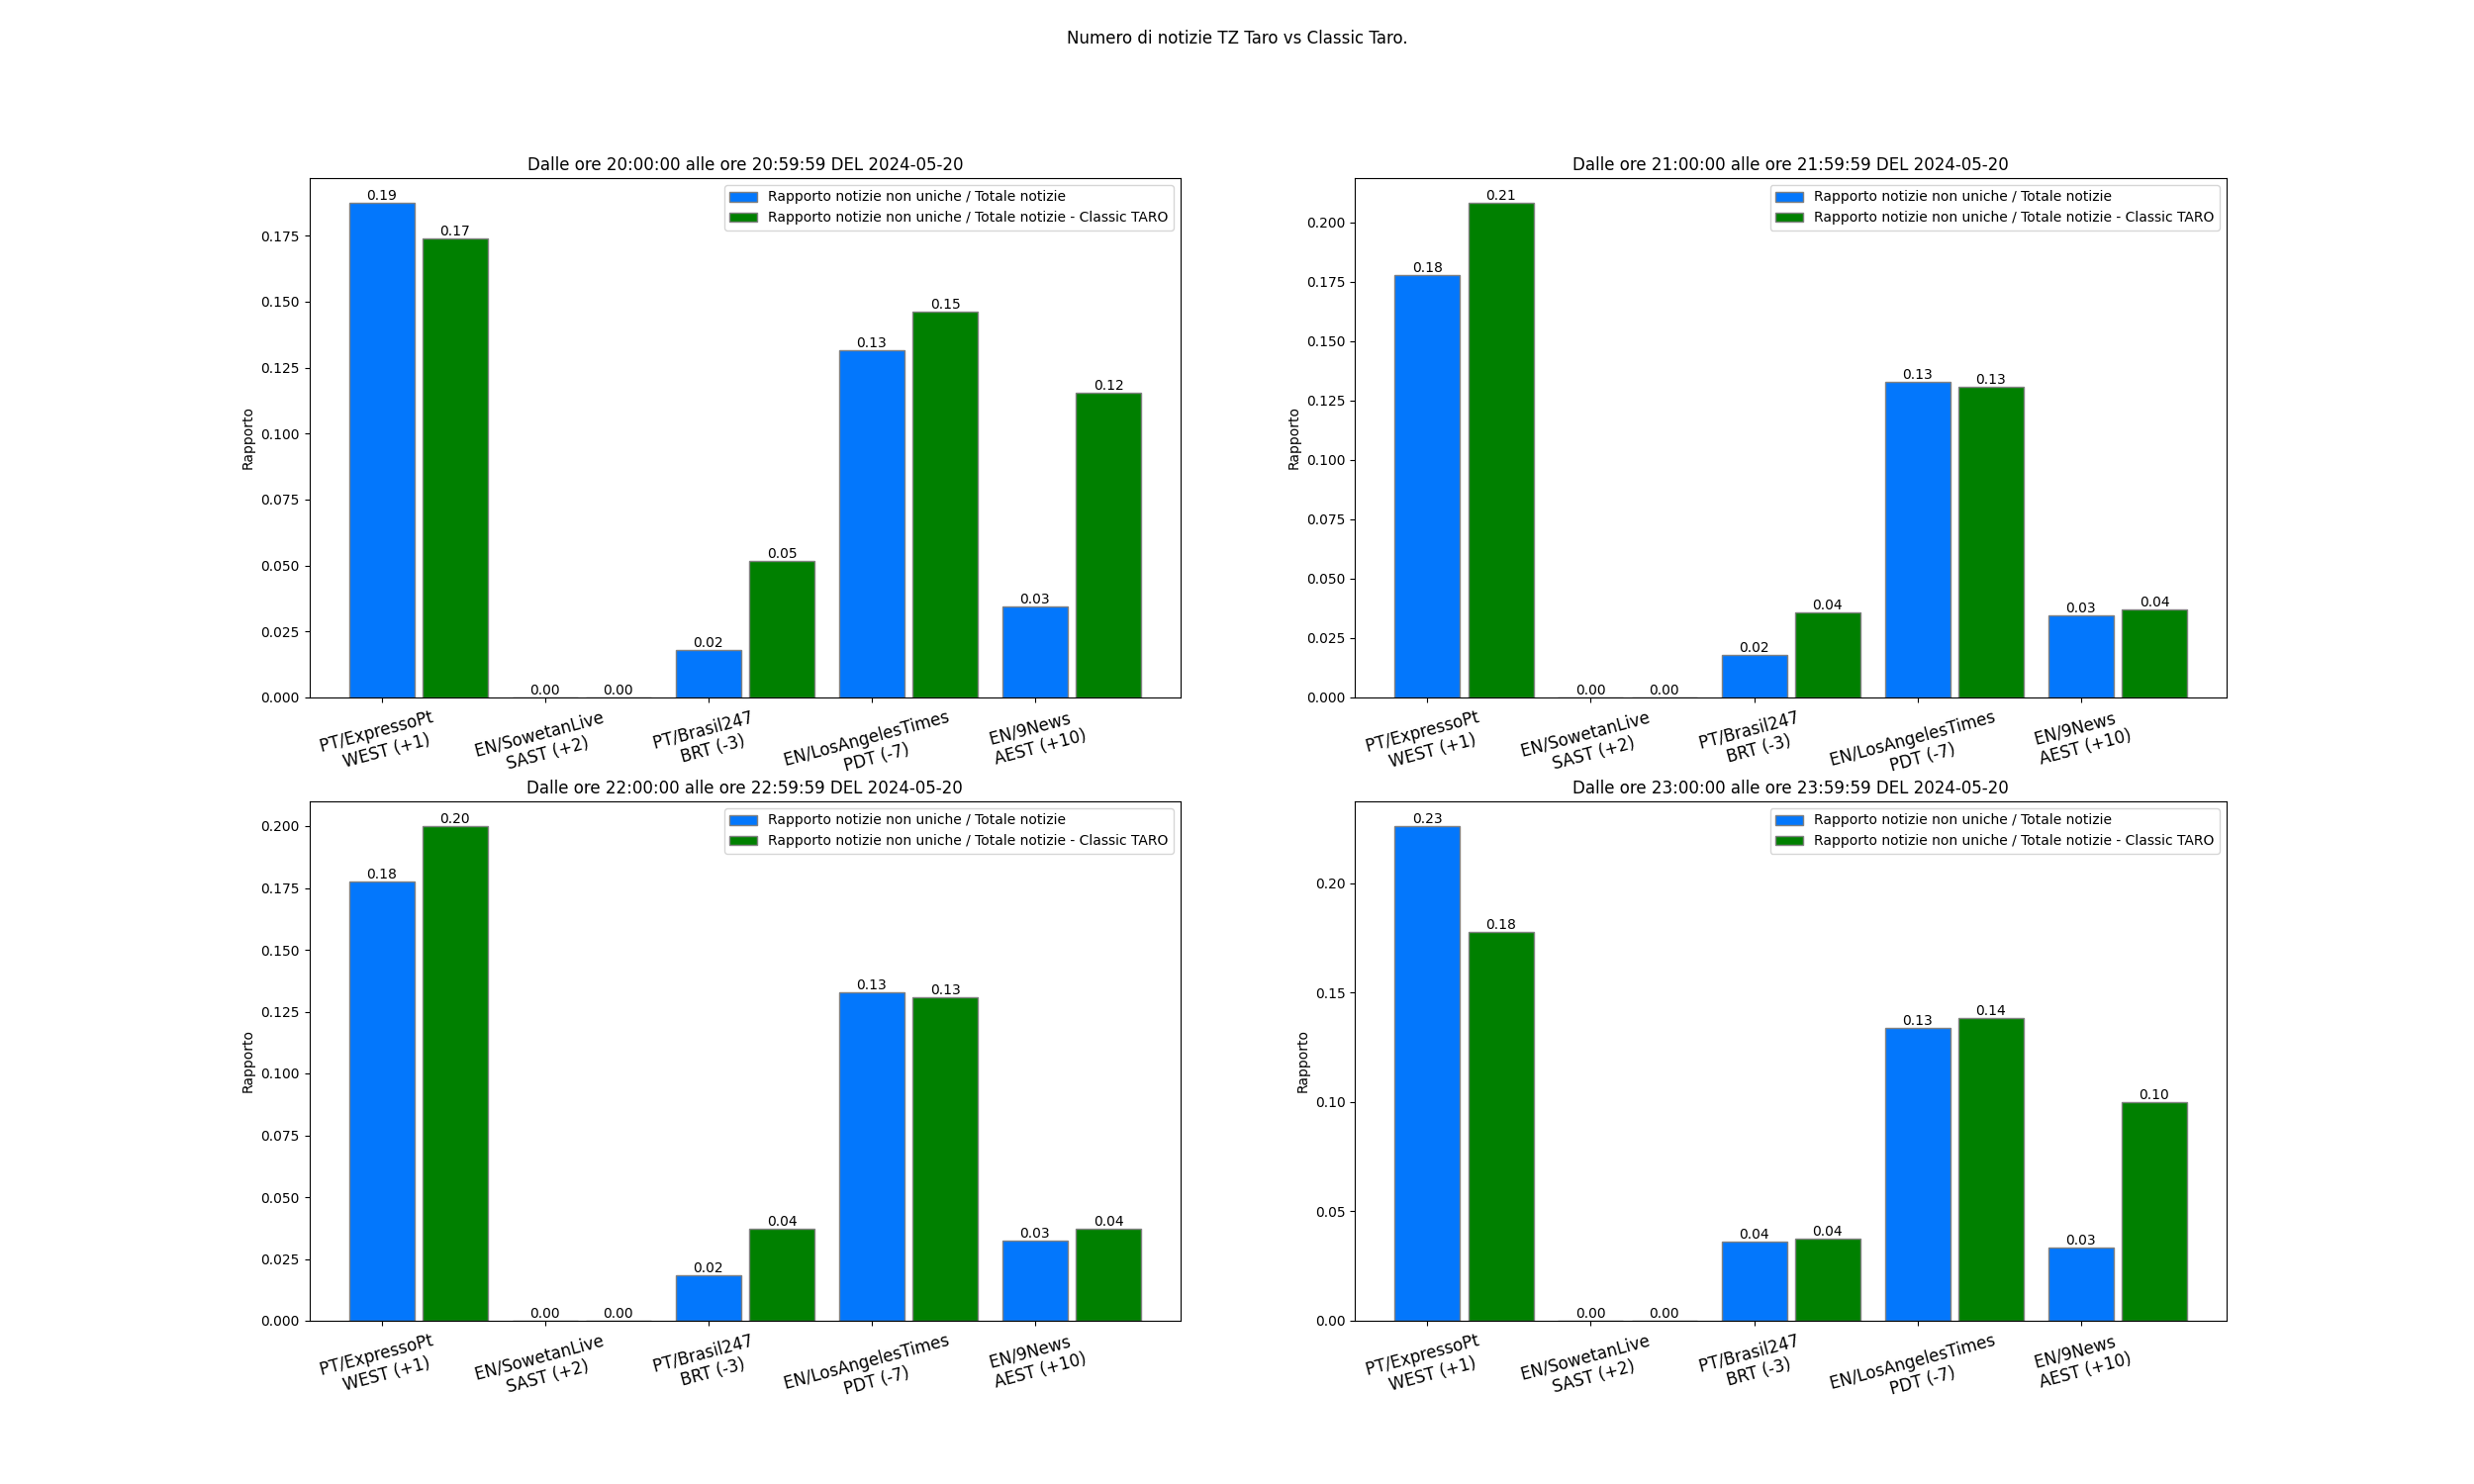 Numero di notizie TZ Taro vs Classic Taro.
Dalle ore 20:00:00 alle ore 20:59:59 DEL 2024-05-20
Rapporto notizie non uniche / Totale notizie
Rapporto notizie non uniche / Totale notizie - Classic TARO
Rapporto
0.175
0.150
0.125
0.100
0.075
0.050
0.025
0.000
0.19
0.17
0.00
0.00
0.02
0.05
0.13
0.15
0.03
0.12
PT/ExpressoPt
WEST (+1)
EN/SowetanLive
SAST (+2)
PT/Brasil247
BRT (-3)
EN/LosAngelesTimes
PDT (-7)
EN/9News
AEST (+10)
Dalle ore 21:00:00 alle ore 21:59:59 DEL 2024-05-20
Rapporto notizie non uniche / Totale notizie
Rapporto notizie non uniche / Totale notizie - Classic TARO
Rapporto
0.200
0.175
0.150
0.125
0.100
0.075
0.050
0.025
0.000
0.18
0.21
0.00
0.00
0.02
0.04
0.13
0.13
0.03
0.04
PT/ExpressoPt
WEST (+1)
EN/SowetanLive
SAST (+2)
PT/Brasil247
BRT (-3)
EN/LosAngelesTimes
PDT (-7)
EN/9News
AEST (+10)
Dalle ore 22:00:00 alle ore 22:59:59 DEL 2024-05-20
Rapporto notizie non uniche / Totale notizie
Rapporto notizie non uniche / Totale notizie - Classic TARO
Rapporto
0.200
0.175
0.150
0.125
0.100
0.075
0.050
0.025
0.000
0.18
0.20
0.00
0.00
0.02
0.04
0.13
0.13
0.03
0.04
PT/ExpressoPt
WEST (+1)
EN/SowetanLive
SAST (+2)
PT/Brasil247
BRT (-3)
EN/LosAngelesTimes
PDT (-7)
EN/9News
AEST (+10)
Dalle ore 23:00:00 alle ore 23:59:59 DEL 2024-05-20
Rapporto notizie non uniche / Totale notizie
Rapporto notizie non uniche / Totale notizie - Classic TARO
Rapporto
0.20
0.15
0.10
0.05
0.00
0.23
0.18
0.00
0.00
0.04
0.04
0.13
0.14
0.03
0.10
PT/ExpressoPt
WEST (+1)
EN/SowetanLive
SAST (+2)
PT/Brasil247
BRT (-3)
EN/LosAngelesTimes
PDT (-7)
EN/9News
AEST (+10)